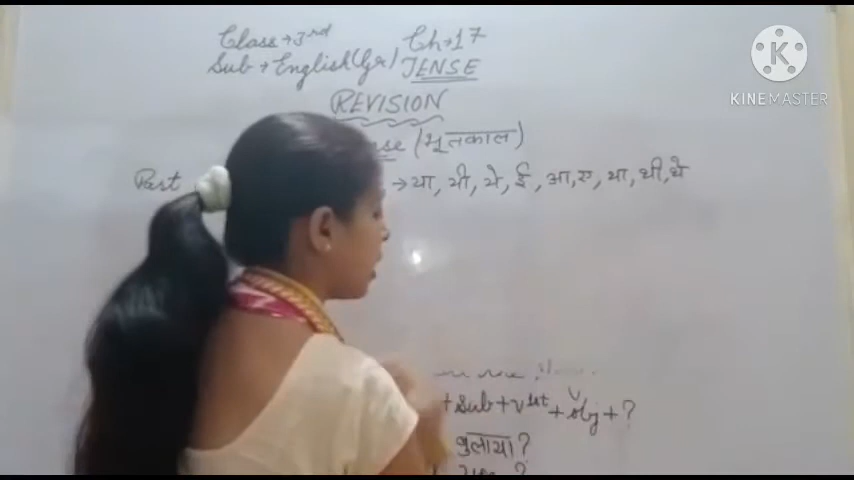 Class→3rd Ch→17
Sub→English(Gr) TENSE
REVISION
(भूतकाल)
Past →या, यी, ये, ई, आ, ए, था, थी, थे
+Sub+v1st+obj+?
बुलाया?
KINEMASTER